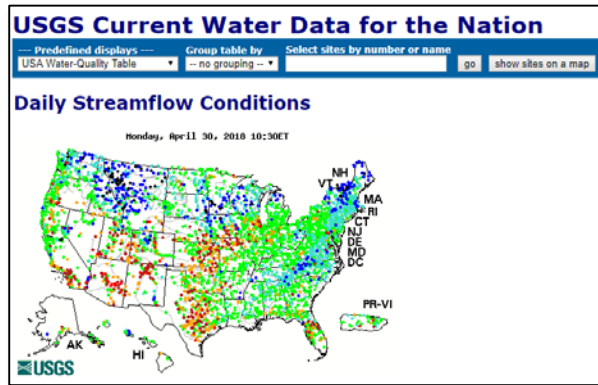 USGS Current Water Data for the Nation
--- Predefined displays --- Group table by Select sites by number or name
USA Water-Quality Table -- no grouping -- go show sites on a map
Daily Streamflow Conditions
Monday, April 30, 2018 10:30ET
NH
VT
MA
RI
CT
NJ
DE
MD
DC
PR-VI
AK
HI
USGS